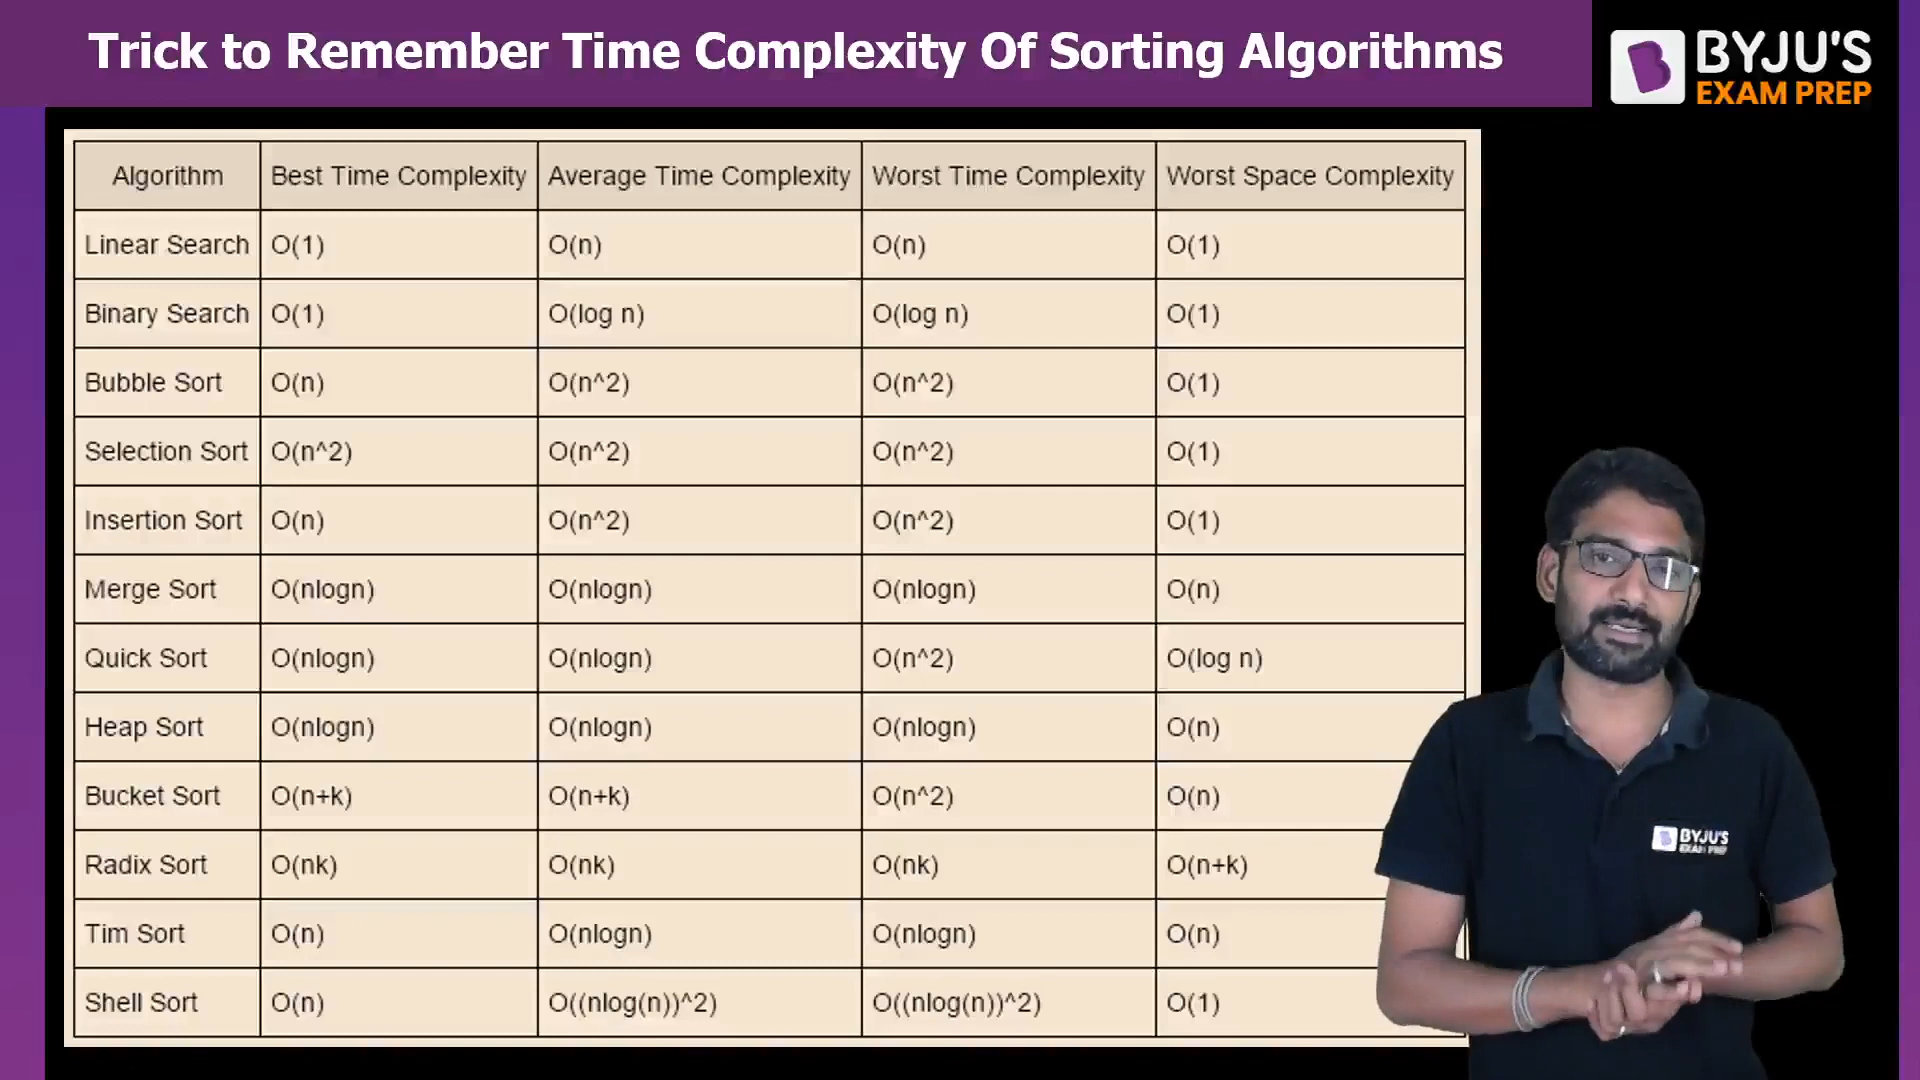 Trick to Remember Time Complexity Of Sorting Algorithms
BYJU'S
EXAM PREP
Algorithm Best Time Complexity Average Time Complexity Worst Time Complexity Worst Space Complexity
Linear Search O(1) O(n) O(n) O(1)
Binary Search O(1) O(log n) O(log n) O(1)
Bubble Sort O(n) O(n^2) O(n^2) O(1)
Selection Sort O(n^2) O(n^2) O(n^2) O(1)
Insertion Sort O(n) O(n^2) O(n^2) O(1)
Merge Sort O(nlogn) O(nlogn) O(nlogn) O(n)
Quick Sort O(nlogn) O(nlogn) O(n^2) O(log n)
Heap Sort O(nlogn) O(nlogn) O(nlogn) O(n)
Bucket Sort O(n+k) O(n+k) O(n^2) O(n)
Radix Sort O(nk) O(nk) O(nk) O(n+k)
Tim Sort O(n) O(nlogn) O(nlogn) O(n)
Shell Sort O(n) O((nlog(n))^2) O((nlog(n))^2) O(1)
BYJU'S
EXAM PREP